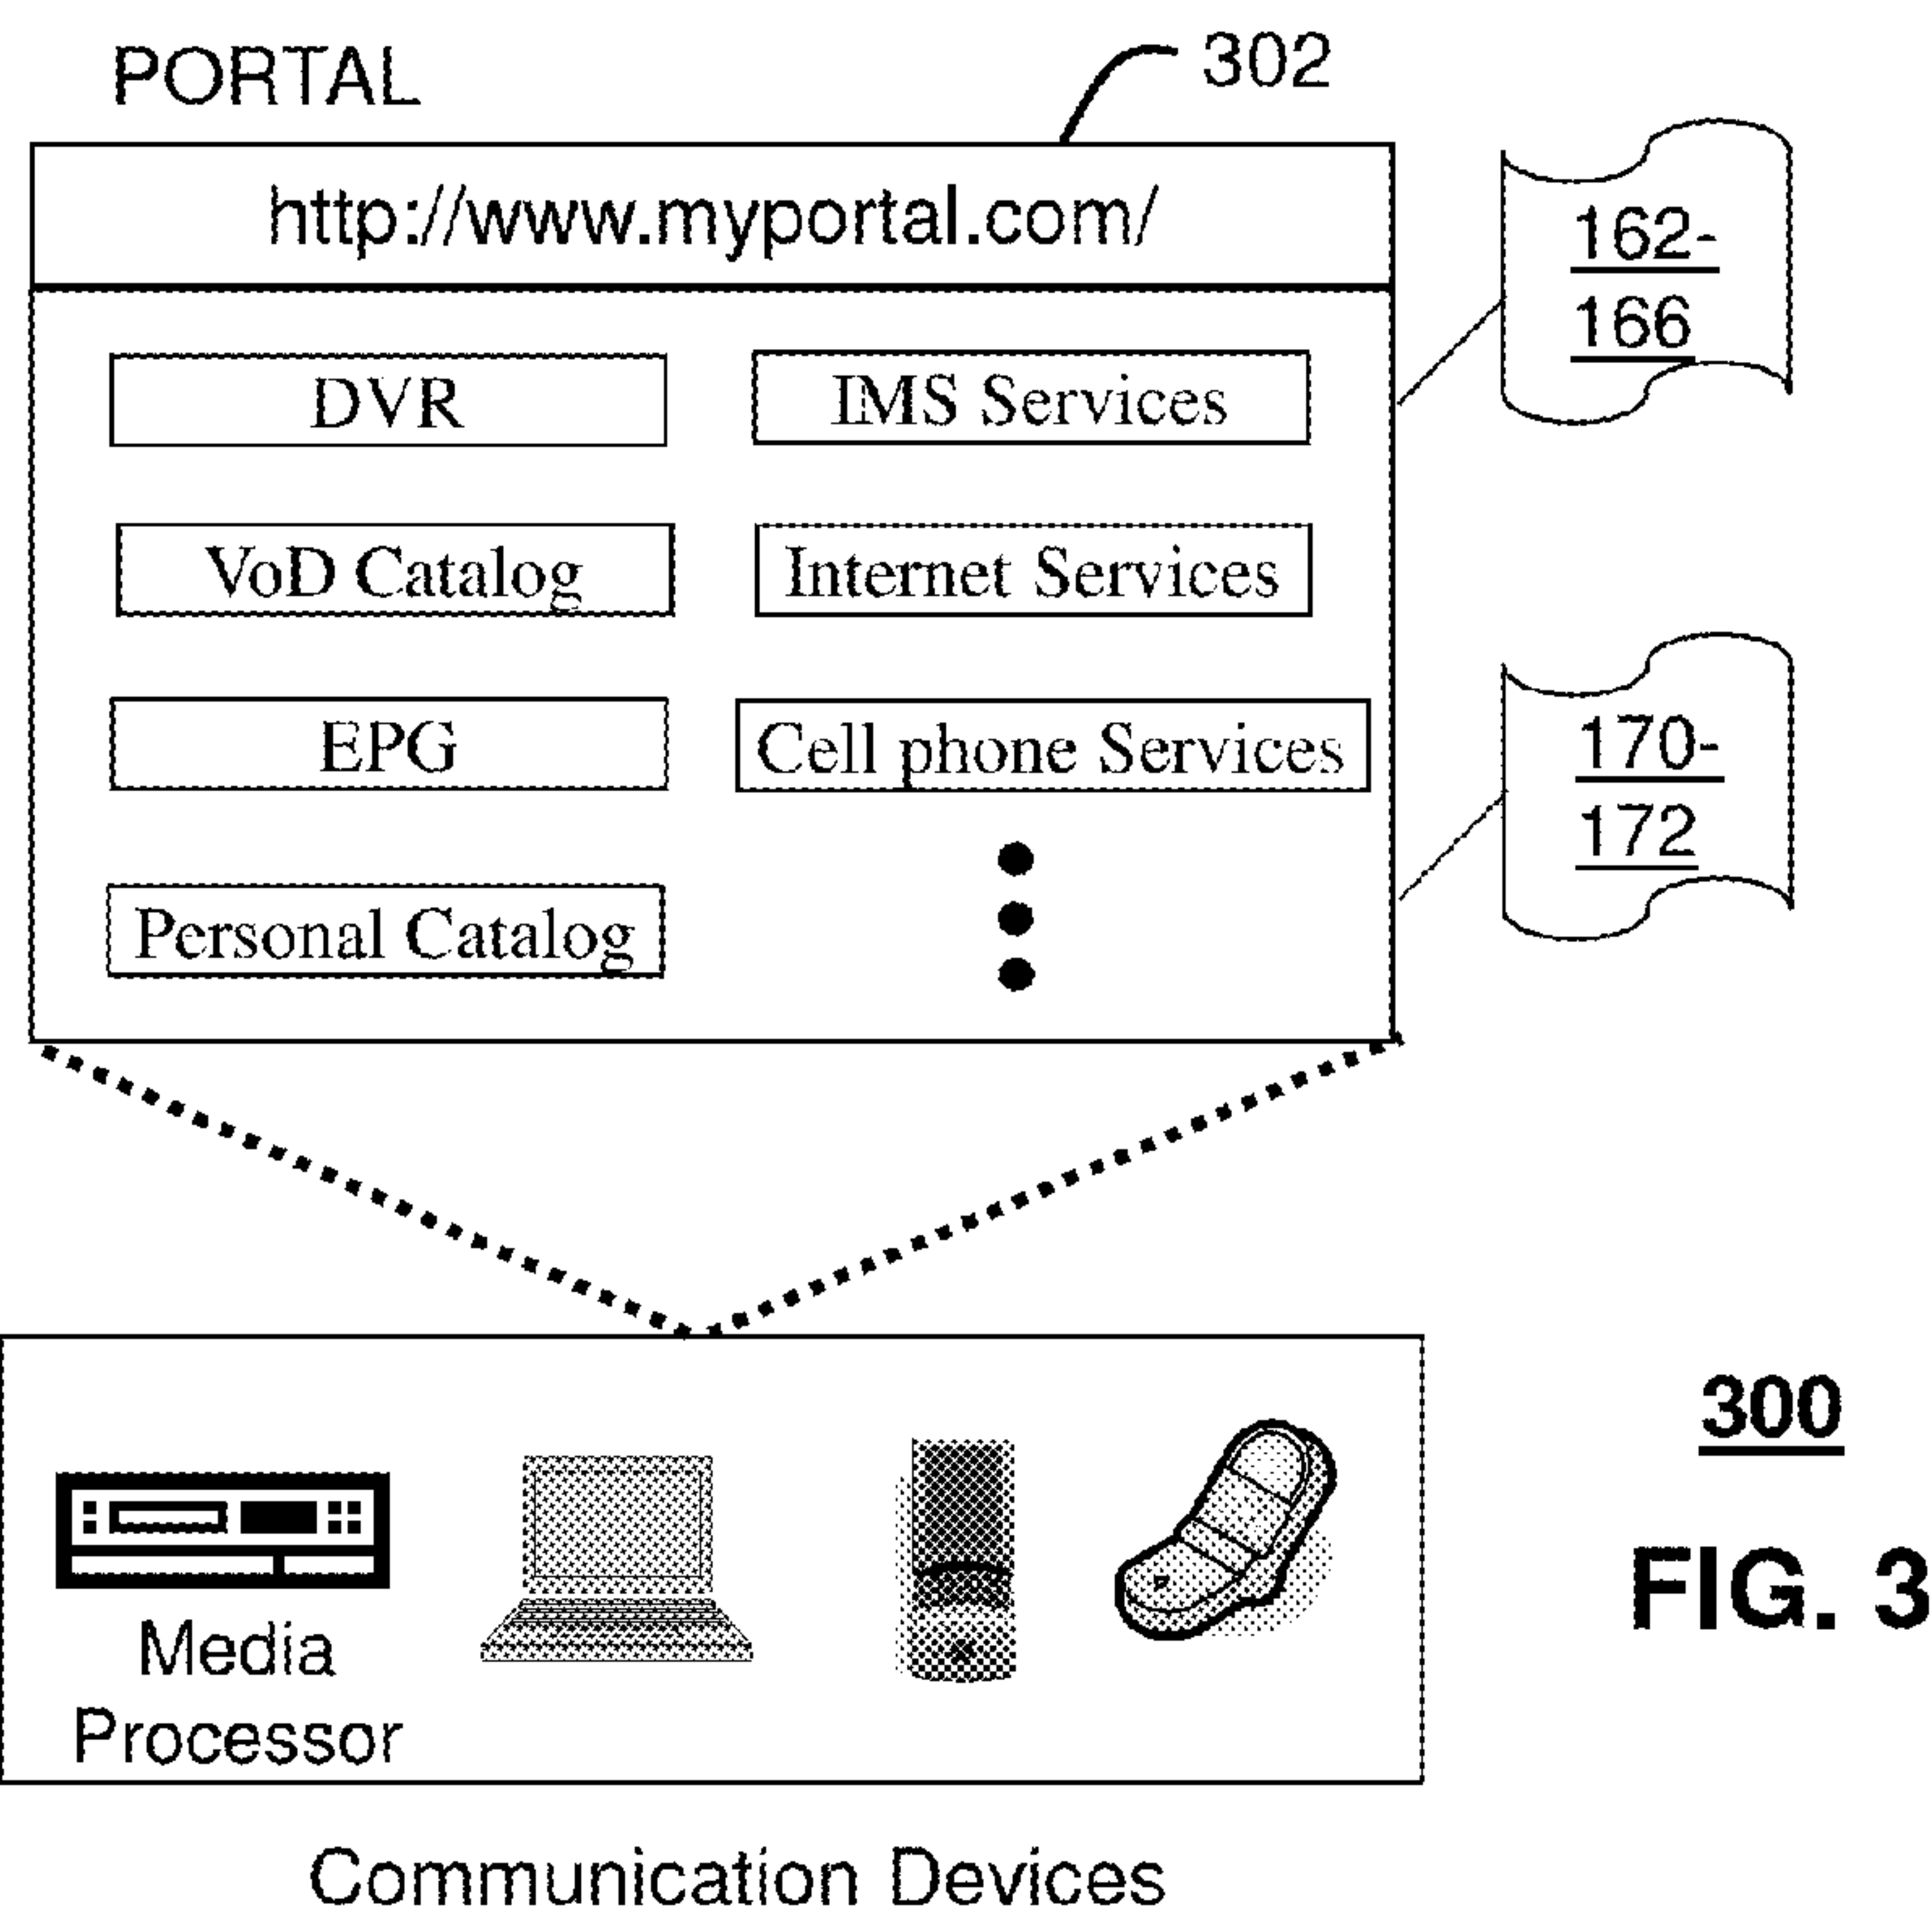 PORTAL
302
http://www.myportal.com/
162-
166
DVR
IMS Services
VoD Catalog
Internet Services
EPG
Cell phone Services
170-
172
Personal Catalog
Media
Processor
300
FIG. 3
Communication Devices